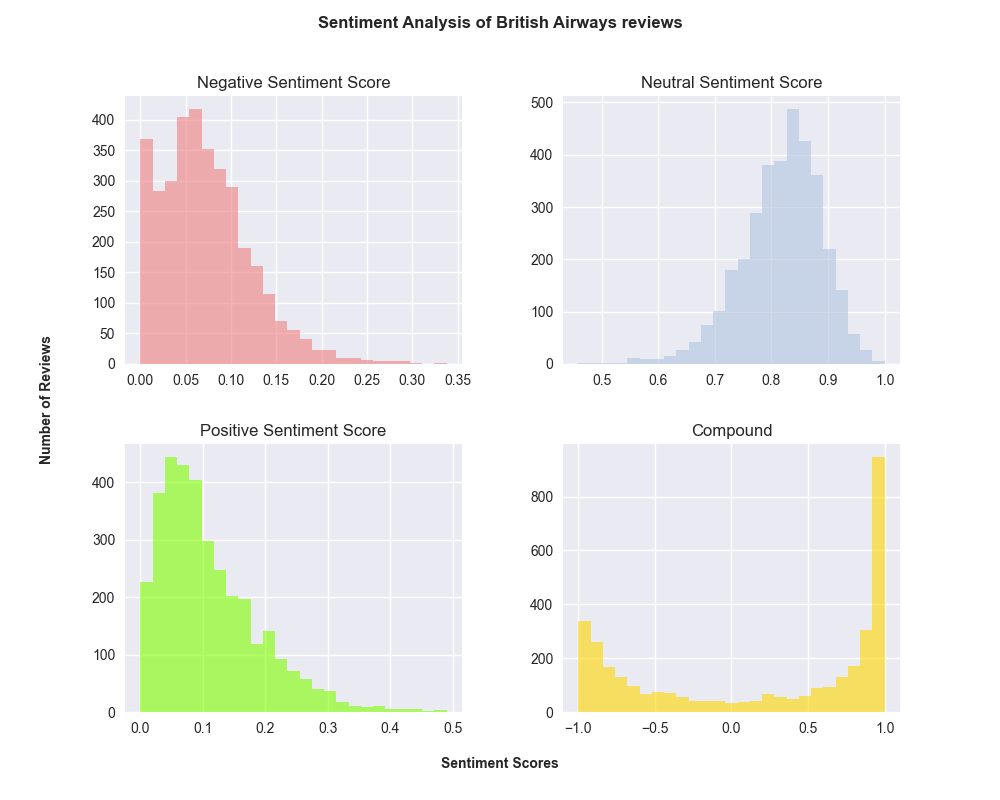 Sentiment Analysis of British Airways reviews
Negative Sentiment Score
400
350
300
250
200
150
100
50
0
0.00 0.05 0.10 0.15 0.20 0.25 0.30 0.35
Neutral Sentiment Score
500
400
300
200
100
0
0.5 0.6 0.7 0.8 0.9 1.0
Number of Reviews
Positive Sentiment Score
400
300
200
100
0
0.0 0.1 0.2 0.3 0.4 0.5
Compound
800
600
400
200
0
−1.0 −0.5 0.0 0.5 1.0
Sentiment Scores